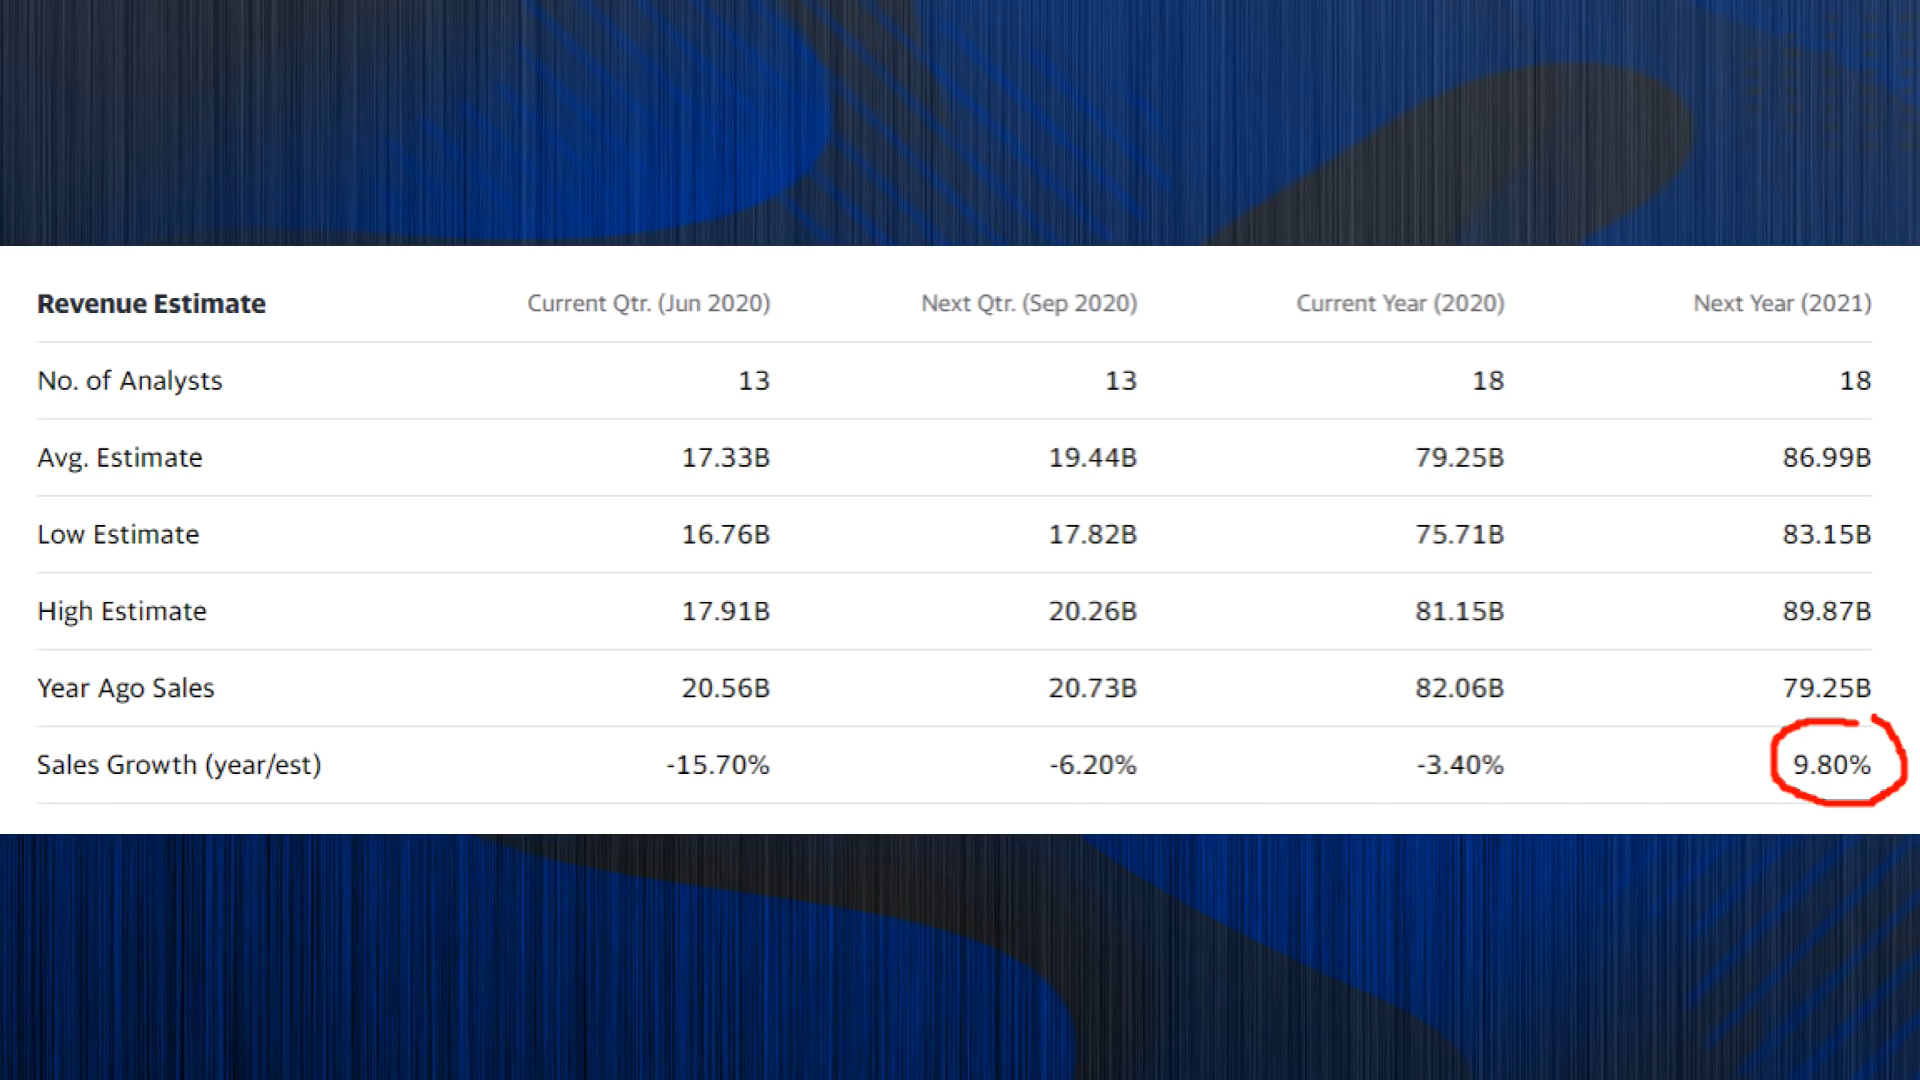 Revenue Estimate Current Qtr. (Jun 2020) Next Qtr. (Sep 2020) Current Year (2020) Next Year (2021)
No. of Analysts 13 13 18 18
Avg. Estimate 17.33B 19.44B 79.25B 86.99B
Low Estimate 16.76B 17.82B 75.71B 83.15B
High Estimate 17.91B 20.26B 81.15B 89.87B
Year Ago Sales 20.56B 20.73B 82.06B 79.25B
Sales Growth (year/est) -15.70% -6.20% -3.40% 9.80%